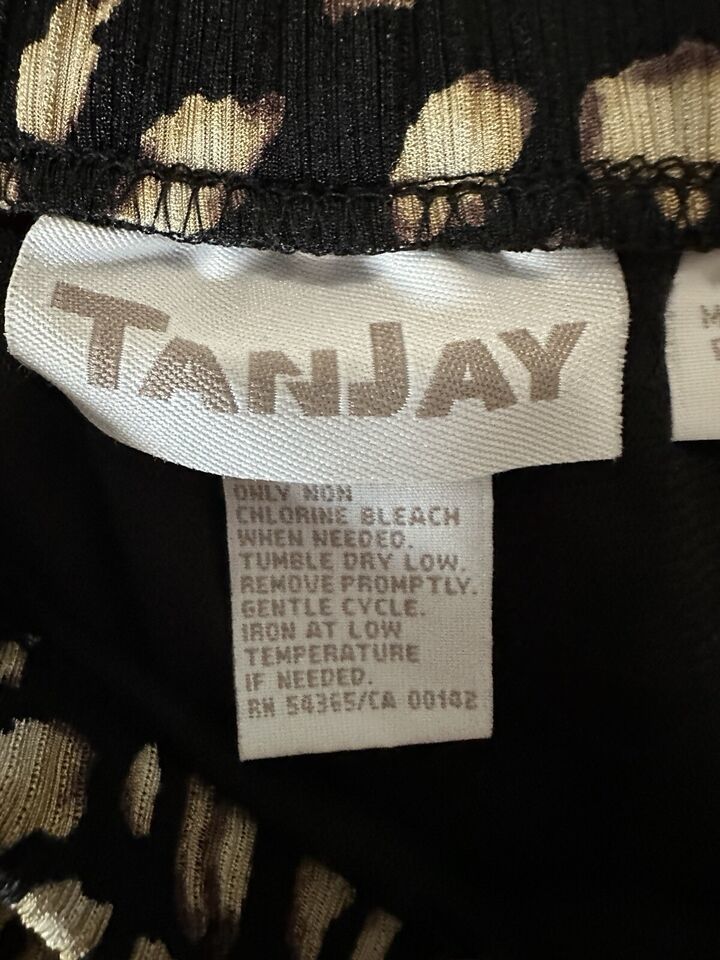 TANJAY
ONLY NON
CHLORINE BLEACH
WHEN NEEDED.
TUMBLE DRY LOW.
REMOVE PROMPTLY.
GENTLE CYCLE.
IRON AT LOW
TEMPERATURE
IF NEEDED.
RN 54365/CA 00142